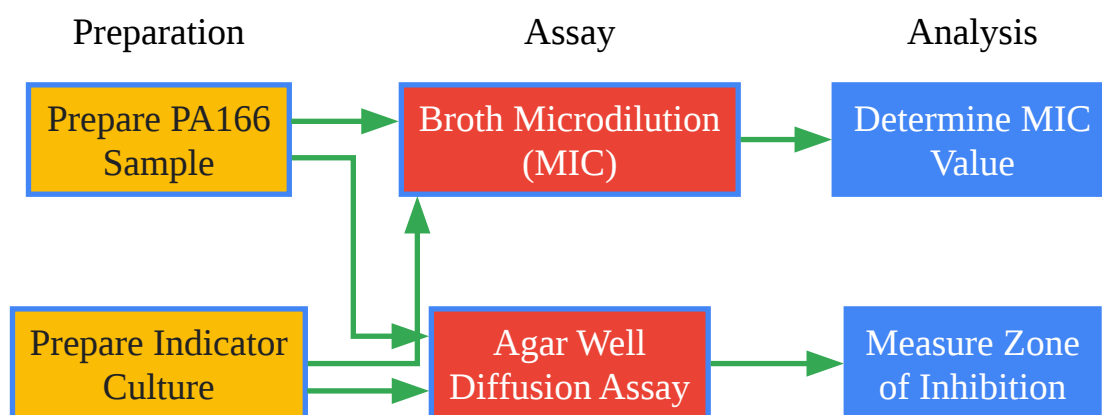 Preparation
Assay
Analysis
Prepare PA166
Sample
Broth Microdilution
(MIC)
Determine MIC
Value
Prepare Indicator
Culture
Agar Well
Diffusion Assay
Measure Zone
of Inhibition